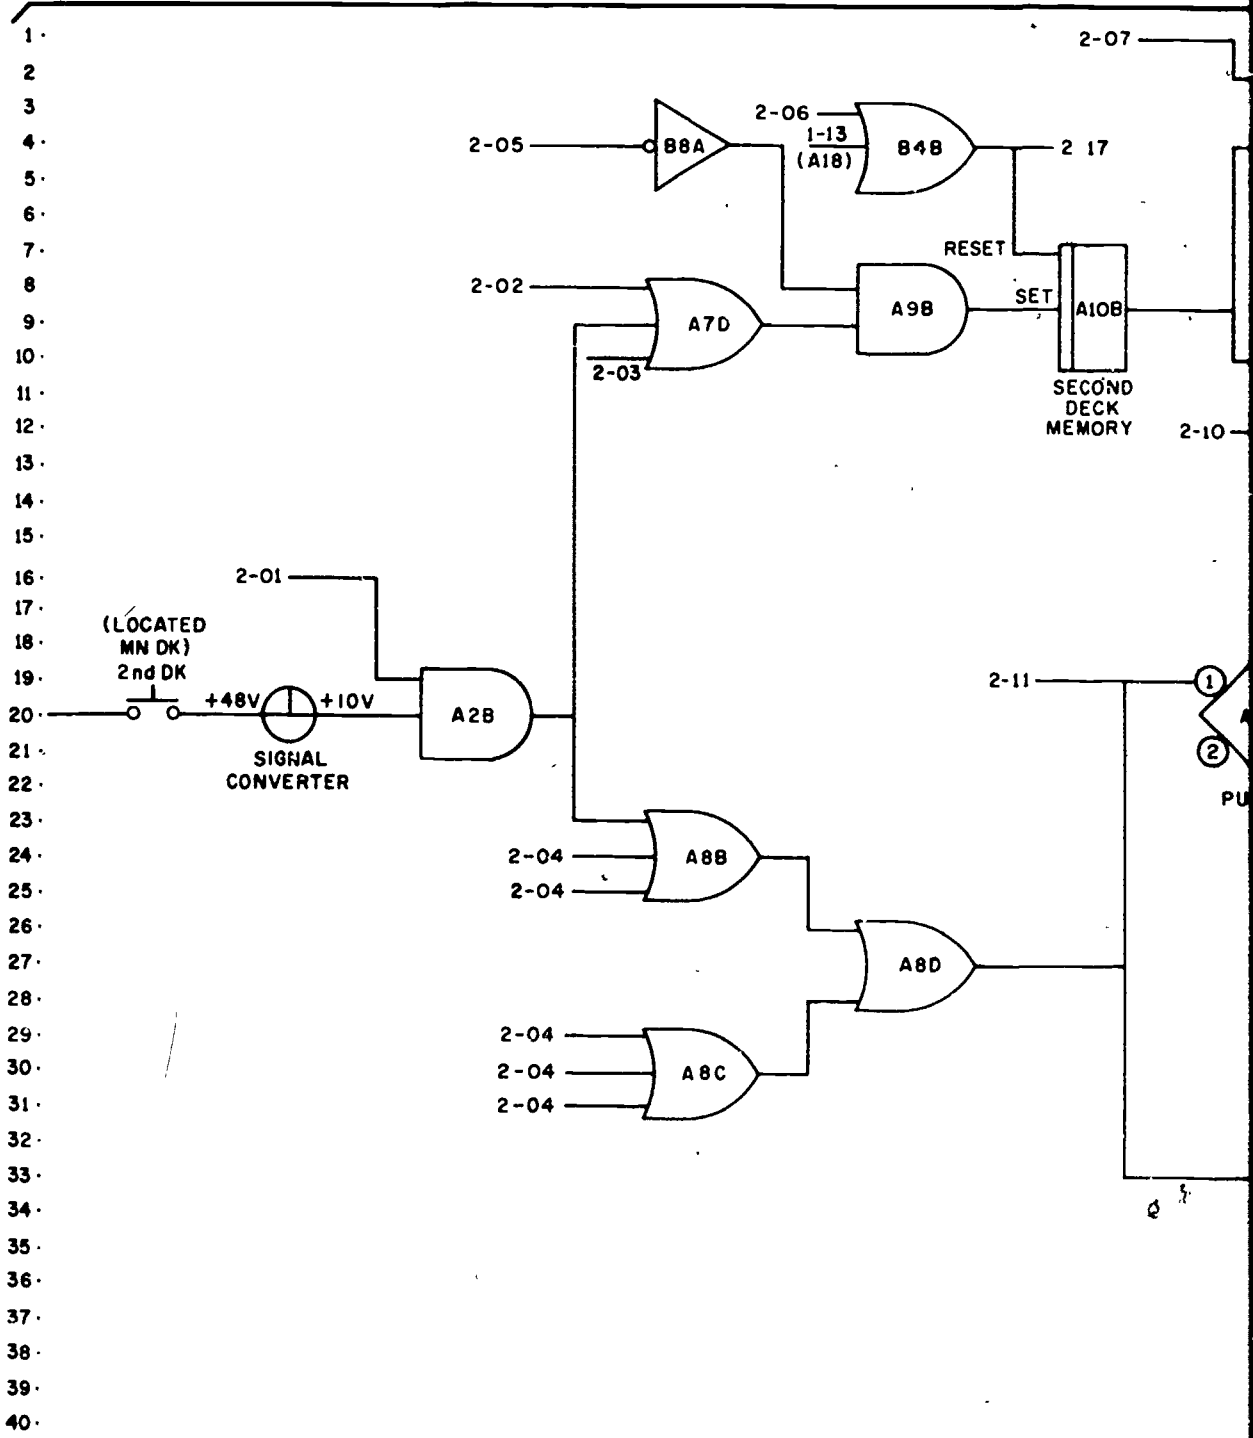 1.
2-07
2
3
2-06
4.
2-05
B8A
1-13
(A18)
B4B
2 17
5.
6.
7.
RESET
8
2-02
A7D
A9B
SET
A10B
9.
10.
2-03
11.
SECOND
DECK
MEMORY
12.
2-10
13.
14.
15.
16.
2-01
17.
(LOCATED
MN DK)
2nd DK
18.
19.
2-11
1
20.
+48V
+10V
A2B
2
21.
SIGNAL
CONVERTER
22.
23.
24.
2-04
A8B
25.
2-04
26.
27.
A8D
28.
29.
2-04
30.
2-04
A8C
31.
2-04
32.
33.
34.
35.
36.
37.
38.
39.
40.